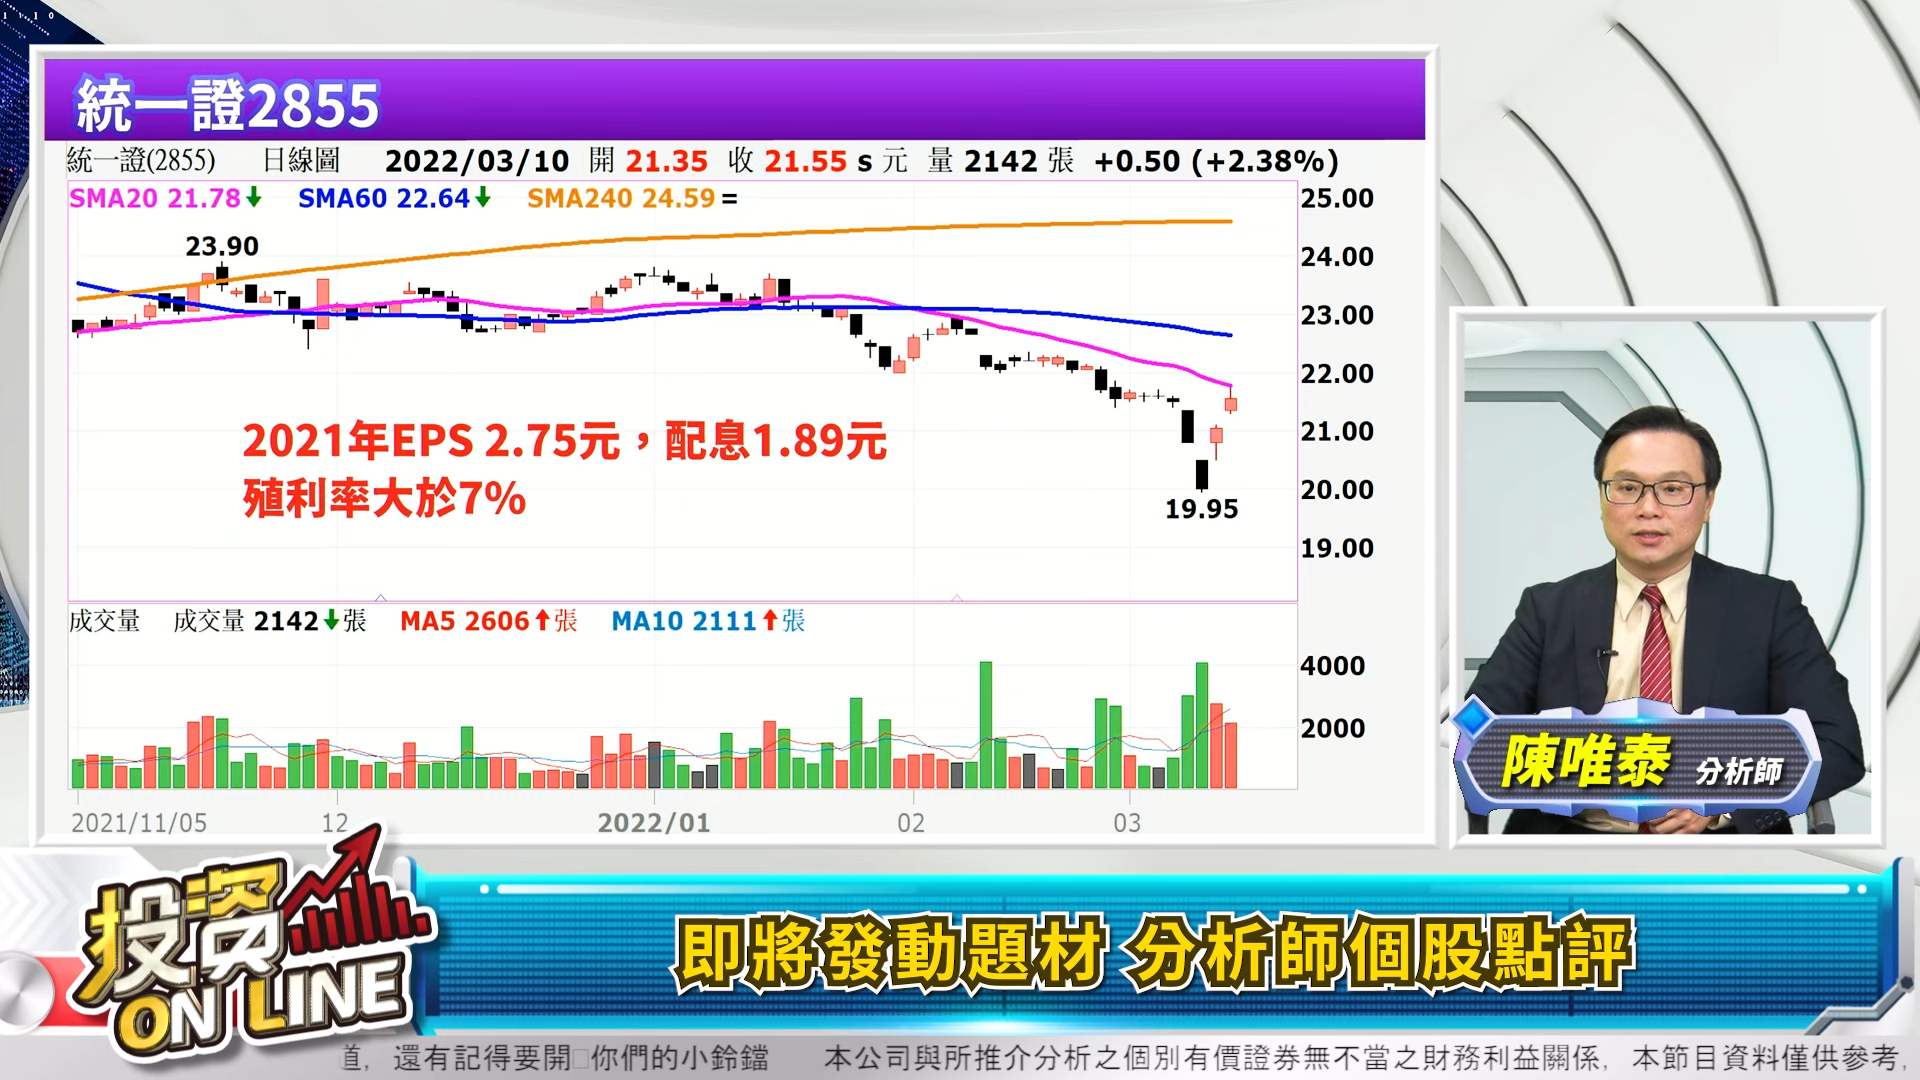 統一證2855
統一證(2855) 日線圖 2022/03/10 開 21.35 收 21.55 s 元 量 2142 張 +0.50 (+2.38%)
SMA20 21.78↓ SMA60 22.64↓ SMA240 24.59 =
25.00
24.00
23.00
22.00
21.00
20.00
19.00
23.90
2021年EPS 2.75元，配息1.89元
殖利率大於7%
19.95
成交量 成交量 2142↓張 MA5 2606↑張 MA10 2111↑張
4000
2000
2021/11/05 12 2022/01 02 03
陳唯泰 分析師
投資
ON LINE
即將發動題材 分析師個股點評
道, 還有記得要開□你們的小鈴鐺 本公司與所推介分析之個別有價證券無不當之財務利益關係, 本節目資料僅供參考,